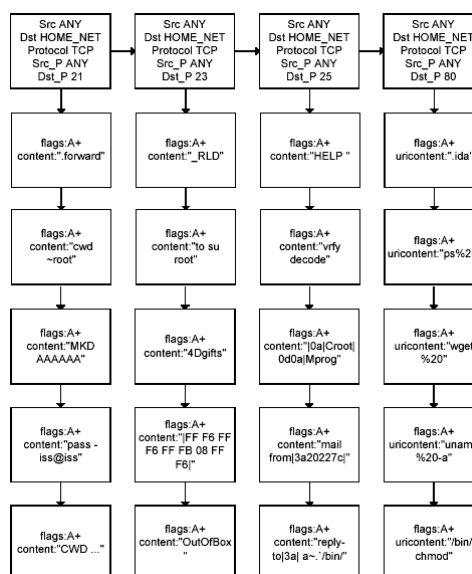 Src ANY
Dst HOME_NET
Protocol TCP
Src_P ANY
Dst_P 21
Src ANY
Dst HOME_NET
Protocol TCP
Src_P ANY
Dst_P 23
Src ANY
Dst HOME_NET
Protocol TCP
Src_P ANY
Dst_P 25
Src ANY
Dst HOME_NET
Protocol TCP
Src_P ANY
Dst_P 80
flags:A+
content:".forward"
flags:A+
content:"_RLD"
flags:A+
content:"HELP "
flags:A+
uricontent:".ida"
flags:A+
content:"cwd
~root"
flags:A+
content:"to su
root"
flags:A+
content:"vrfy
decode"
flags:A+
uricontent:"ps%2
flags:A+
content:"MKD
AAAAAA"
flags:A+
content:"4Dgifts"
flags:A+
content:"|0a|Croot|
0d0a|Mprog"
flags:A+
uricontent:"wget
%20"
flags:A+
content:"pass -
iss@iss"
flags:A+
content:"|FF F6 FF
F6 FF FB 08 FF
F6|"
flags:A+
content:"mail
from|3a20227c|"
flags:A+
uricontent:"unam
%20-a"
flags:A+
content:"CWD ..."
flags:A+
content:"OutOfBox
"
flags:A+
content:"reply-
to|3a| a~.`/bin/"
flags:A+
uricontent:"/bin/
chmod"